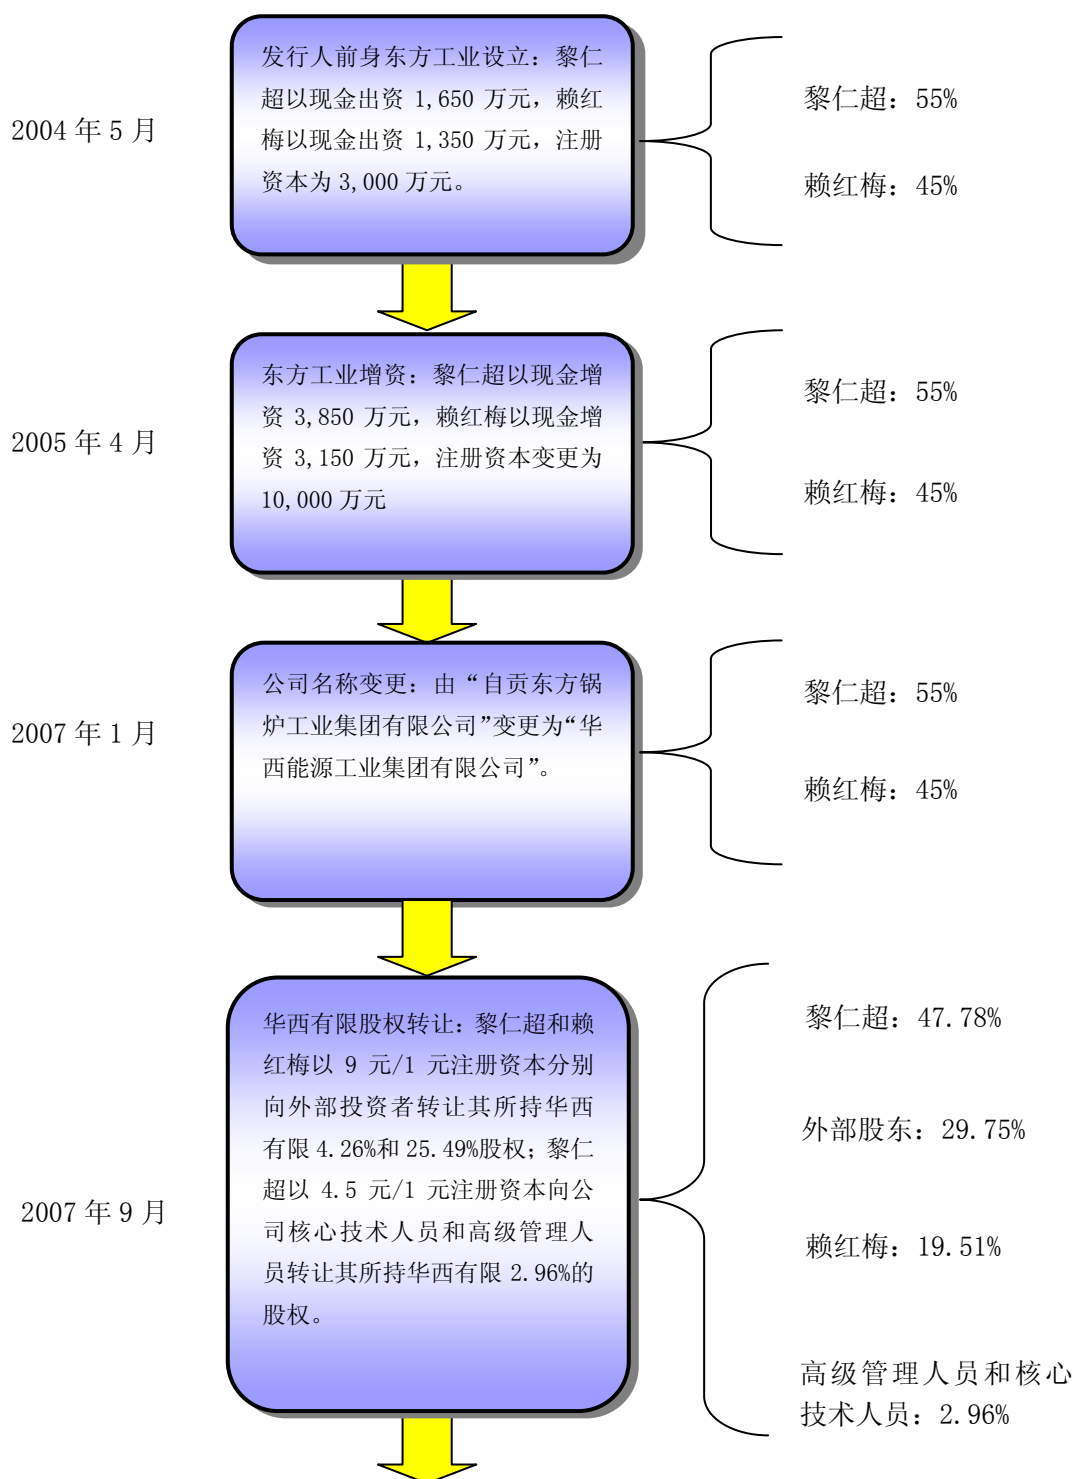 2004 年 5 月
发行人前身东方工业设立：黎仁
超以现金出资 1,650 万元，赖红
梅以现金出资 1,350 万元，注册
资本为 3,000 万元。
黎仁超：55%
赖红梅：45%
2005 年 4 月
东方工业增资：黎仁超以现金增
资 3,850 万元，赖红梅以现金增
资 3,150 万元，注册资本变更为
10,000 万元
黎仁超：55%
赖红梅：45%
2007 年 1 月
公司名称变更：由“自贡东方锅
炉工业集团有限公司”变更为“华
西能源工业集团有限公司”。
黎仁超：55%
赖红梅：45%
2007 年 9 月
华西有限股权转让：黎仁超和赖
红梅以 9 元/1 元注册资本分别
向外部投资者转让其所持华西
有限 4.26%和 25.49%股权；黎仁
超以 4.5 元/1 元注册资本向公
司核心技术人员和高级管理人
员转让其所持华西有限 2.96%的
股权。
黎仁超：47.78%
外部股东：29.75%
赖红梅：19.51%
高级管理人员和核心
技术人员：2.96%